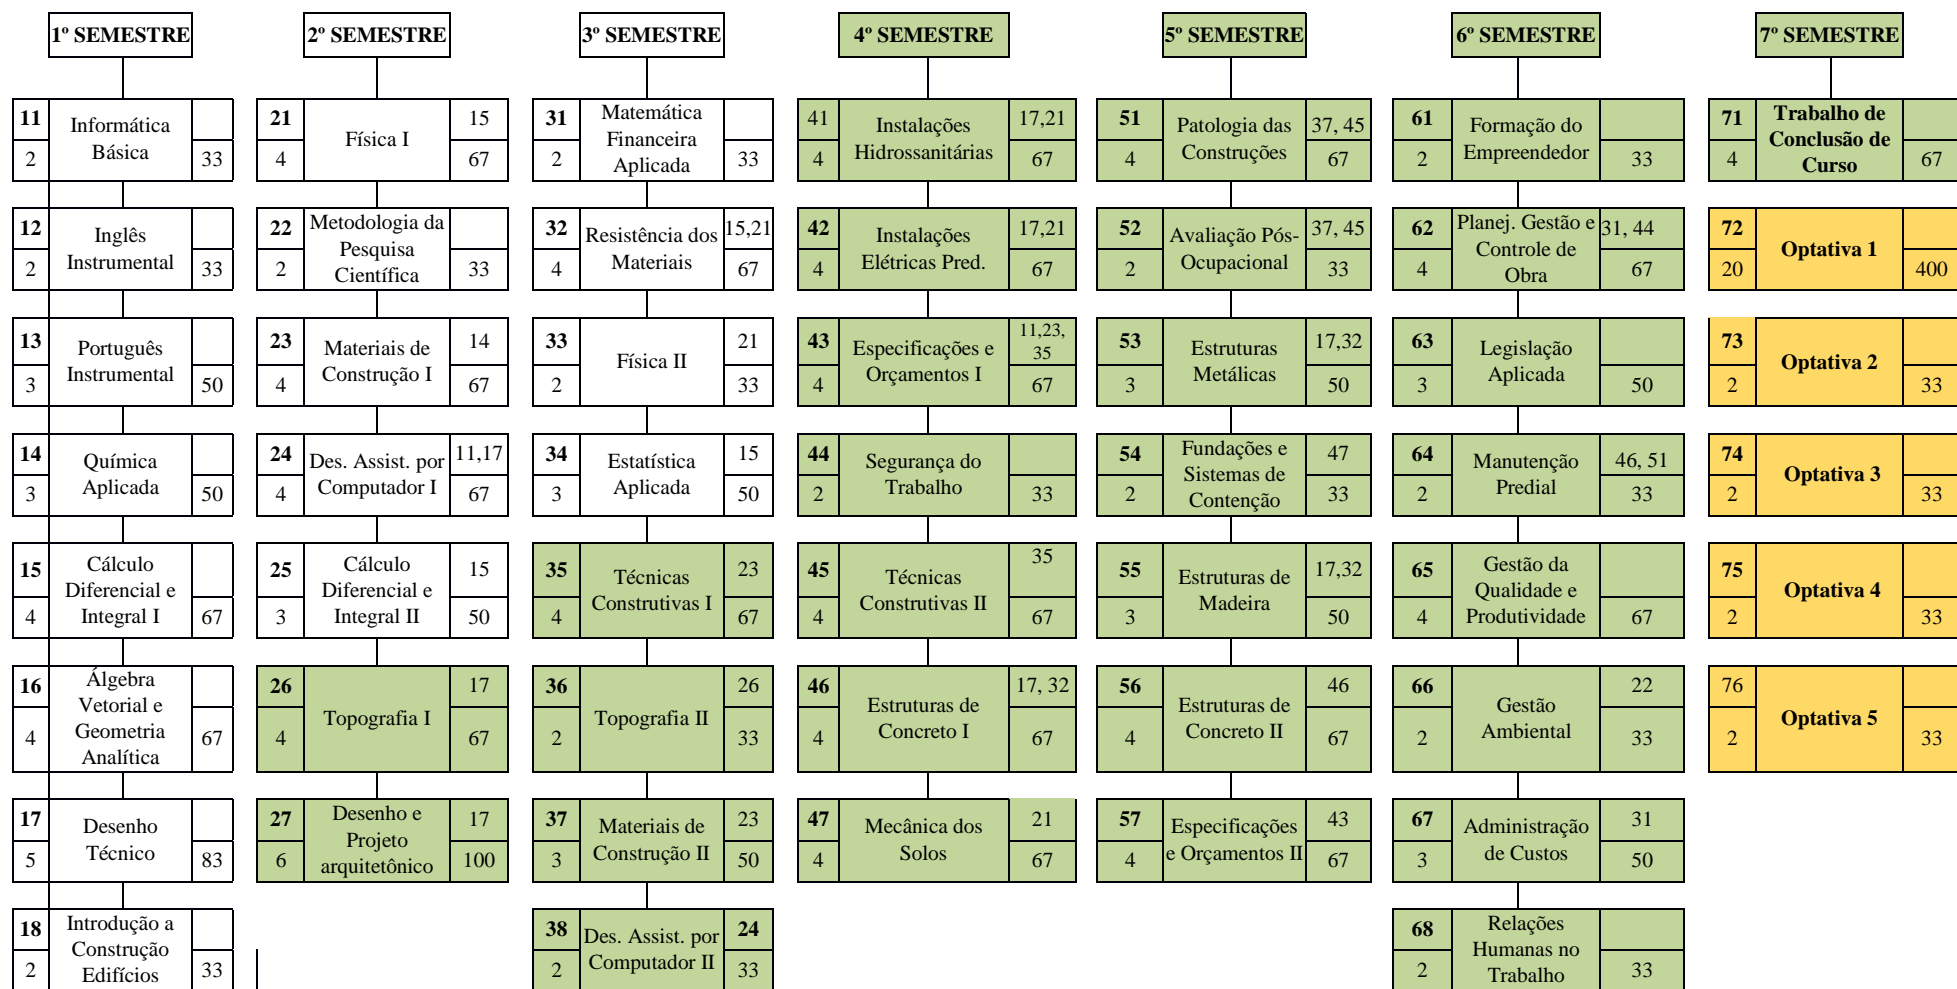 1º SEMESTRE 2º SEMESTRE 3º SEMESTRE 4º SEMESTRE 5º SEMESTRE 6º SEMESTRE 7º SEMESTRE
11
Informática
Básica
2
33
21
Física I
15
4
67
31
Matemática
Financeira
Aplicada
2
33
41
Instalações
Hidrossanitárias
17,21
4
67
51
Patologia das
Construções
37, 45
4
67
61
Formação do
Empreendedor
2
33
71
Trabalho de
Conclusão de
Curso
4
67
12
Inglês
Instrumental
2
33
22
Metodologia da
Pesquisa
Científica
2
33
32
Resistência dos
Materiais
15,21
4
67
42
Instalações
Elétricas Pred.
17,21
4
67
52
Avaliação Pós-
Ocupacional
37, 45
2
33
62
Planej. Gestão e
Controle de
Obra
31, 44
4
67
72
Optativa 1
20
400
13
Português
Instrumental
3
50
23
Materiais de
Construção I
14
4
67
33
Física II
21
2
33
43
Especificações e
Orçamentos I
11,23,
35
4
67
53
Estruturas
Metálicas
17,32
3
50
63
Legislação
Aplicada
3
50
73
Optativa 2
2
33
14
Química
Aplicada
3
50
24
Des. Assist. por
Computador I
11,17
4
67
34
Estatística
Aplicada
15
3
50
44
Segurança do
Trabalho
2
33
54
Fundações e
Sistemas de
Contenção
47
2
33
64
Manutenção
Predial
46, 51
2
33
74
Optativa 3
2
33
15
Cálculo
Diferencial e
Integral I
4
67
25
Cálculo
Diferencial e
Integral II
15
3
50
35
Técnicas
Construtivas I
23
4
67
45
Técnicas
Construtivas II
35
4
67
55
Estruturas de
Madeira
17,32
3
50
65
Gestão da
Qualidade e
Produtividade
4
67
75
Optativa 4
2
33
16
Álgebra
Vetorial e
Geometria
Analítica
4
67
26
Topografia I
17
4
67
36
Topografia II
26
2
33
46
Estruturas de
Concreto I
17, 32
4
67
56
Estruturas de
Concreto II
46
4
67
66
Gestão
Ambiental
22
2
33
76
Optativa 5
2
33
17
Desenho
Técnico
5
83
27
Desenho e
Projeto
arquitetônico
17
6
100
37
Materiais de
Construção II
23
3
50
47
Mecânica dos
Solos
21
4
67
57
Especificações
e Orçamentos II
43
4
67
67
Administração
de Custos
31
3
50
18
Introdução a
Construção
Edifícios
2
33
38
Des. Assist. por
Computador II
24
2
33
68
Relações
Humanas no
Trabalho
2
33